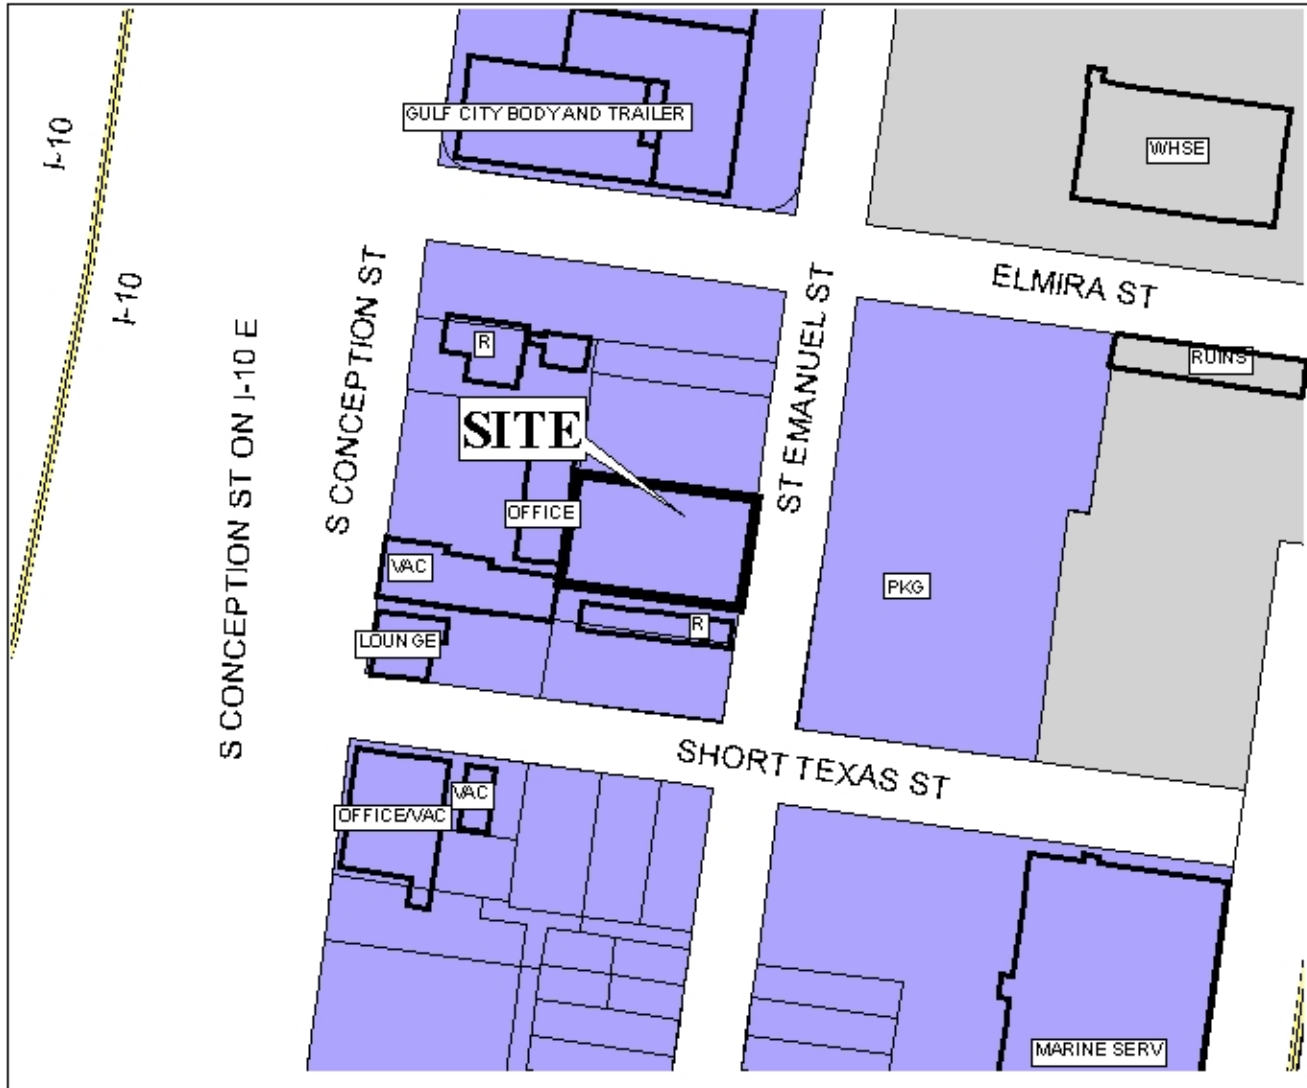 GULF CITY BODY AND TRAILER
WHSE
I-10
I-10
ELMIRA ST
S CONCEPTION ST
ST EMANUEL ST
R
RUINS
S CONCEPTION ST ON I-10 E
SITE
OFFICE
VAC
PKG
R
LOUNGE
SHORT TEXAS ST
VAC
OFFICE/VAC
MARINE SERV